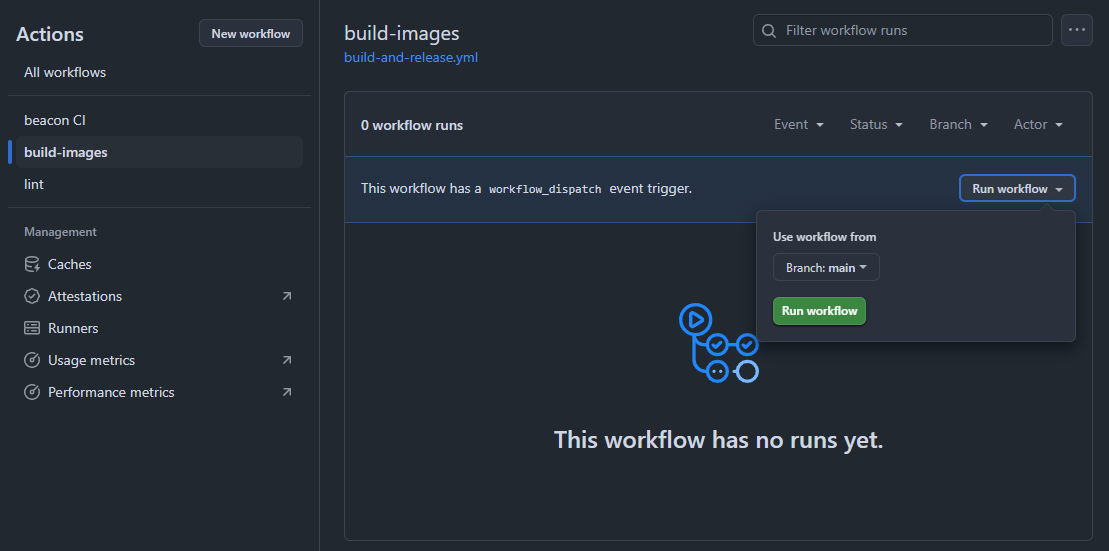 Actions
New workflow
All workflows
beacon CI
build-images
lint
Management
Caches
Attestations
Runners
Usage metrics
Performance metrics
build-images
build-and-release.yml
Filter workflow runs
0 workflow runs
Event Status Branch Actor
This workflow has a workflow_dispatch event trigger.
Run workflow
Use workflow from
Branch: main
Run workflow
This workflow has no runs yet.